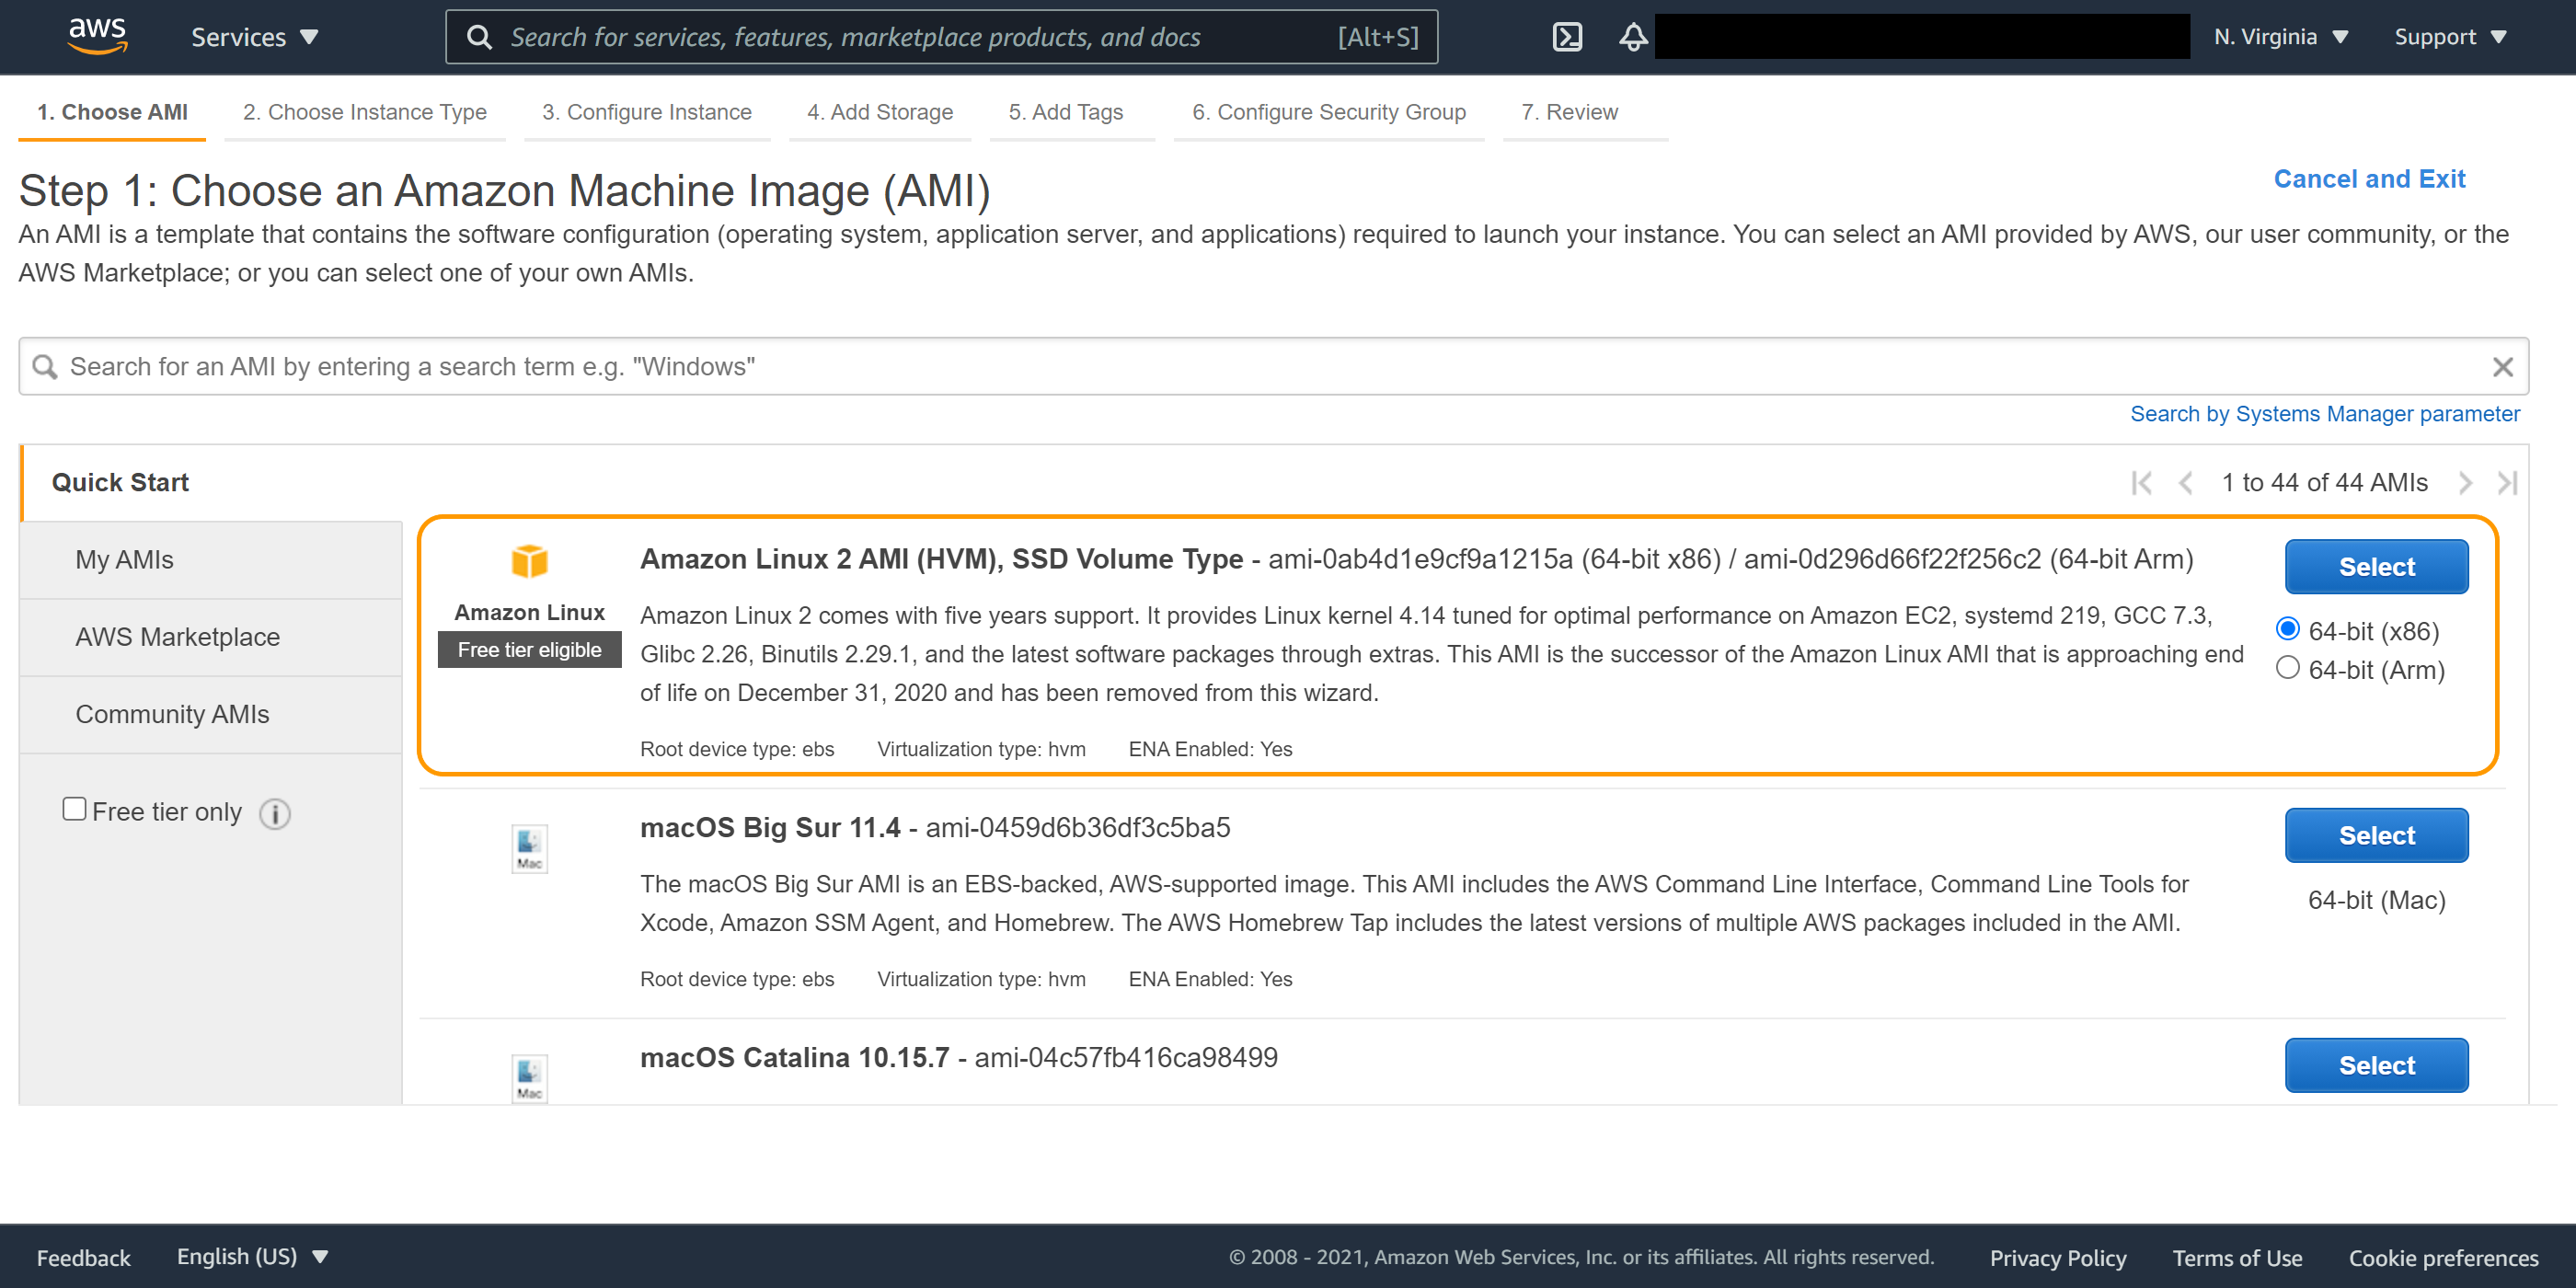 aws
Services
Search for services, features, marketplace products, and docs [Alt+S]
N. Virginia
Support
1. Choose AMI
2. Choose Instance Type
3. Configure Instance
4. Add Storage
5. Add Tags
6. Configure Security Group
7. Review
Step 1: Choose an Amazon Machine Image (AMI)
Cancel and Exit
An AMI is a template that contains the software configuration (operating system, application server, and applications) required to launch your instance. You can select an AMI provided by AWS, our user community, or the
AWS Marketplace; or you can select one of your own AMIs.
Search for an AMI by entering a search term e.g. "Windows"
Search by Systems Manager parameter
Quick Start
1 to 44 of 44 AMIs
My AMIs
AWS Marketplace
Community AMIs
Free tier only
Amazon Linux
Free tier eligible
Amazon Linux 2 AMI (HVM), SSD Volume Type - ami-0ab4d1e9cf9a1215a (64-bit x86) / ami-0d296d66f22f256c2 (64-bit Arm)
Amazon Linux 2 comes with five years support. It provides Linux kernel 4.14 tuned for optimal performance on Amazon EC2, systemd 219, GCC 7.3,
Glibc 2.26, Binutils 2.29.1, and the latest software packages through extras. This AMI is the successor of the Amazon Linux AMI that is approaching end
of life on December 31, 2020 and has been removed from this wizard.
Root device type: ebs Virtualization type: hvm ENA Enabled: Yes
Select
64-bit (x86)
64-bit (Arm)
Mac
macOS Big Sur 11.4 - ami-0459d6b36df3c5ba5
The macOS Big Sur AMI is an EBS-backed, AWS-supported image. This AMI includes the AWS Command Line Interface, Command Line Tools for
Xcode, Amazon SSM Agent, and Homebrew. The AWS Homebrew Tap includes the latest versions of multiple AWS packages included in the AMI.
Root device type: ebs Virtualization type: hvm ENA Enabled: Yes
Select
64-bit (Mac)
Mac
macOS Catalina 10.15.7 - ami-04c57fb416ca98499
Select
Feedback
English (US)
© 2008 - 2021, Amazon Web Services, Inc. or its affiliates. All rights reserved.
Privacy Policy
Terms of Use
Cookie preferences